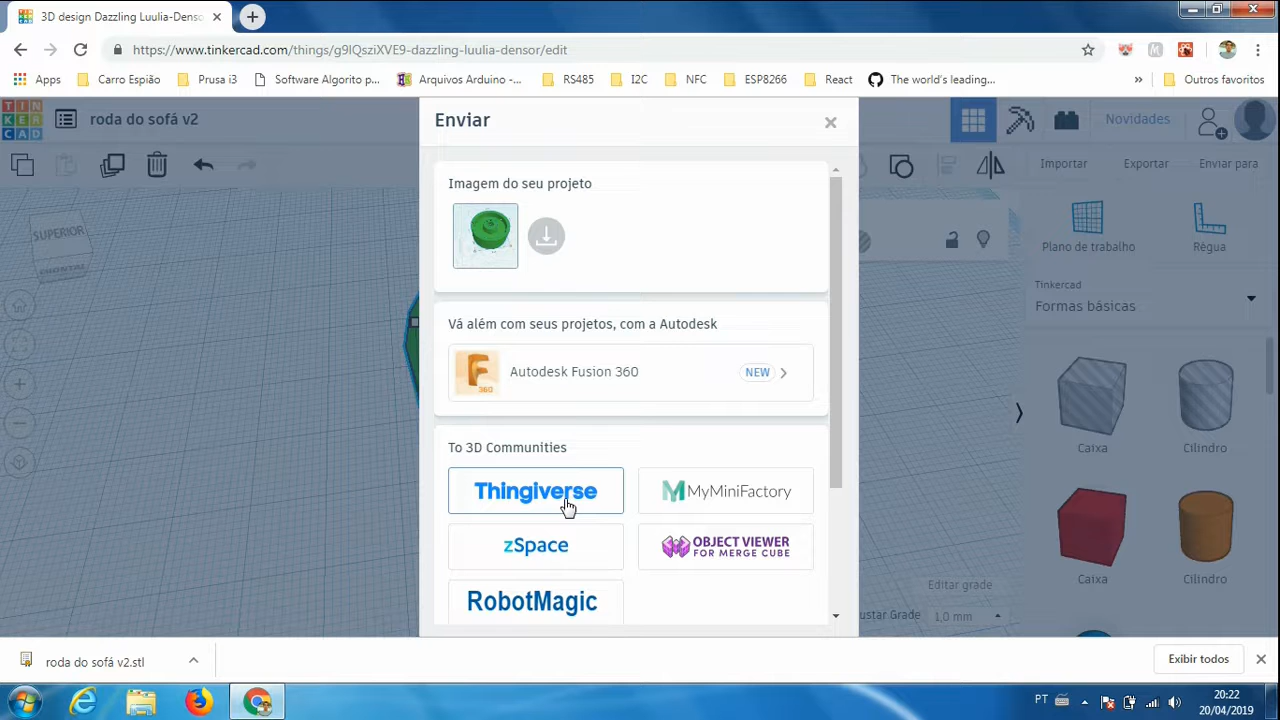 3D design Dazzling Luulia-Densor
https://www.tinkercad.com/things/g9lQsziXVE9-dazzling-luulia-densor/edit
Apps
Carro Espião
Prusa i3
Software Algorito p...
Arquivos Arduino -...
RS485
I2C
NFC
ESP8266
React
The world's leading...
»
Outros favoritos
TIN
KER
CAD
roda do sofá v2
Enviar
Novidades
Importar
Exportar
Enviar para
Imagem do seu projeto
SUPERIOR
Plano de trabalho
Régua
Tinkercad
Formas básicas
Vá além com seus projetos, com a Autodesk
360
Autodesk Fusion 360
NEW
Caixa
Cilindro
To 3D Communities
Thingiverse
MyMiniFactory
zSpace
OBJECT VIEWER
FOR MERGE CUBE
RobotMagic
Caixa
Cilindro
Editar grade
ustar Grade
1,0 mm
roda do sofá v2.stl
Exibir todos
PT
20:22
20/04/2019